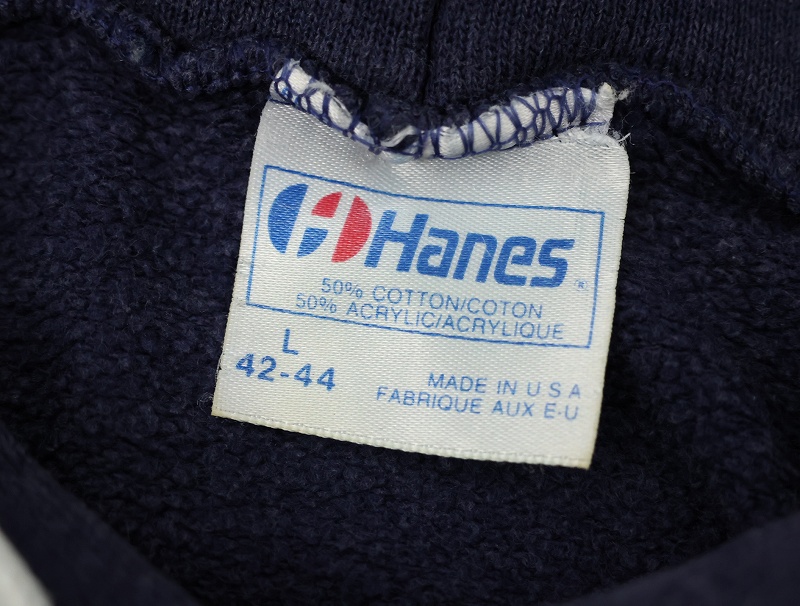 Hanes®
50% COTTON/COTON
50% ACRYLIC/ACRYLIQUE
L
42-44
MADE IN U S A
FABRIQUE AUX E·U